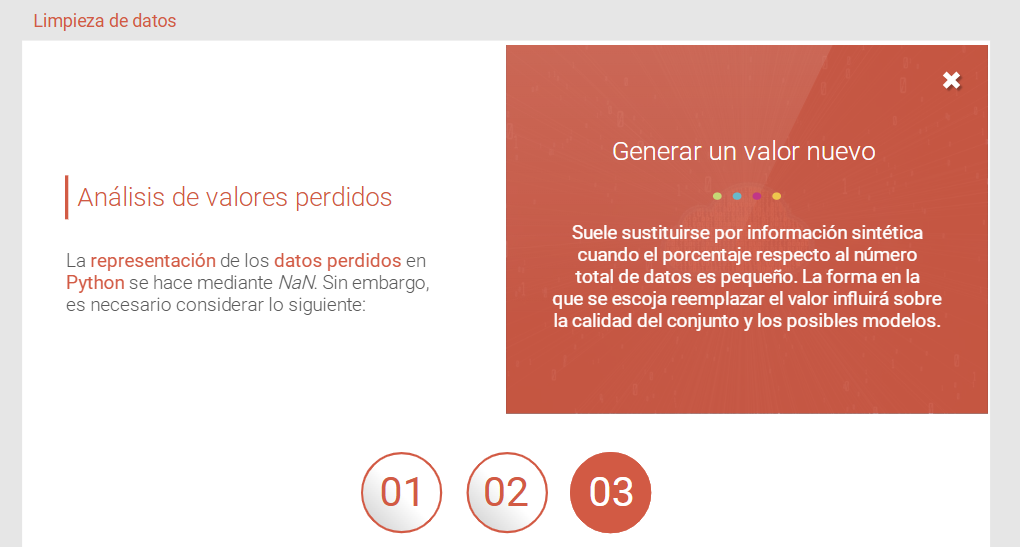 Limpieza de datos
Análisis de valores perdidos
La representación de los datos perdidos en
Python se hace mediante NaN. Sin embargo,
es necesario considerar lo siguiente:
Generar un valor nuevo
Suele sustituirse por información sintética
cuando el porcentaje respecto al número
total de datos es pequeño. La forma en la
que se escoja reemplazar el valor influirá sobre
la calidad del conjunto y los posibles modelos.
01
02
03